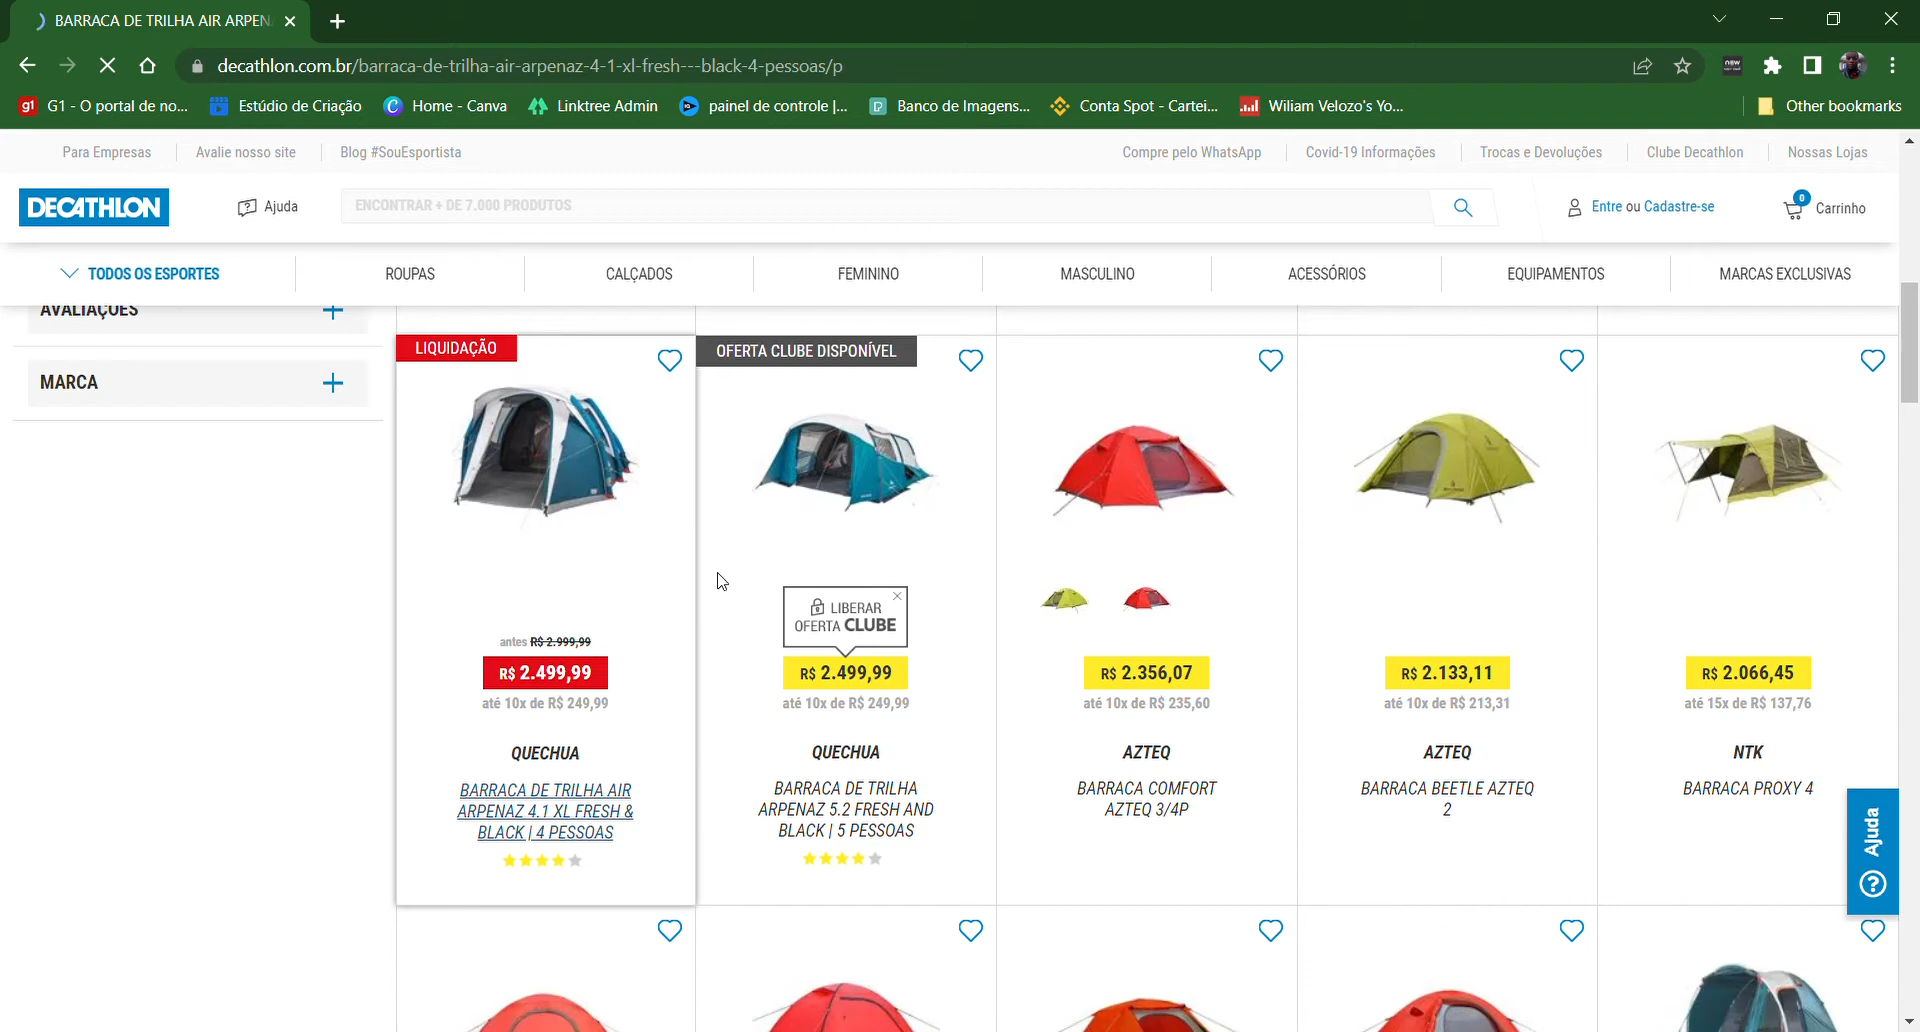 BARRACA DE TRILHA AIR ARPEN
decathlon.com.br/barraca-de-trilha-air-arpenaz-4-1-xl-fresh---black-4-pessoas/p
G1 - O portal de no...
Estúdio de Criação
Home - Canva
Linktree Admin
painel de controle |...
Banco de Imagens...
Conta Spot - Cartei...
Wiliam Velozo's Yo...
Other bookmarks
Para Empresas
Avalie nosso site
Blog #SouEsportista
Compre pelo WhatsApp
Covid-19 Informações
Trocas e Devoluções
Clube Decathlon
Nossas Lojas
DECATHLON
Ajuda
ENCONTRAR + DE 7.000 PRODUTOS
Entre ou Cadastre-se
0
Carrinho
TODOS OS ESPORTES
ROUPAS
CALÇADOS
FEMININO
MASCULINO
ACESSÓRIOS
EQUIPAMENTOS
MARCAS EXCLUSIVAS
AVALIAÇÕES
MARCA
LIQUIDAÇÃO
antes R$ 2.999,99
R$ 2.499,99
até 10x de R$ 249,99
QUECHUA
BARRACA DE TRILHA AIR
ARPENAZ 4.1 XL FRESH &
BLACK | 4 PESSOAS
OFERTA CLUBE DISPONÍVEL
LIBERAR
OFERTA CLUBE
R$ 2.499,99
até 10x de R$ 249,99
QUECHUA
BARRACA DE TRILHA
ARPENAZ 5.2 FRESH AND
BLACK | 5 PESSOAS
R$ 2.356,07
até 10x de R$ 235,60
AZTEQ
BARRACA COMFORT
AZTEQ 3/4P
R$ 2.133,11
até 10x de R$ 213,31
AZTEQ
BARRACA BEETLE AZTEQ
2
R$ 2.066,45
até 15x de R$ 137,76
NTK
BARRACA PROXY 4
Ajuda